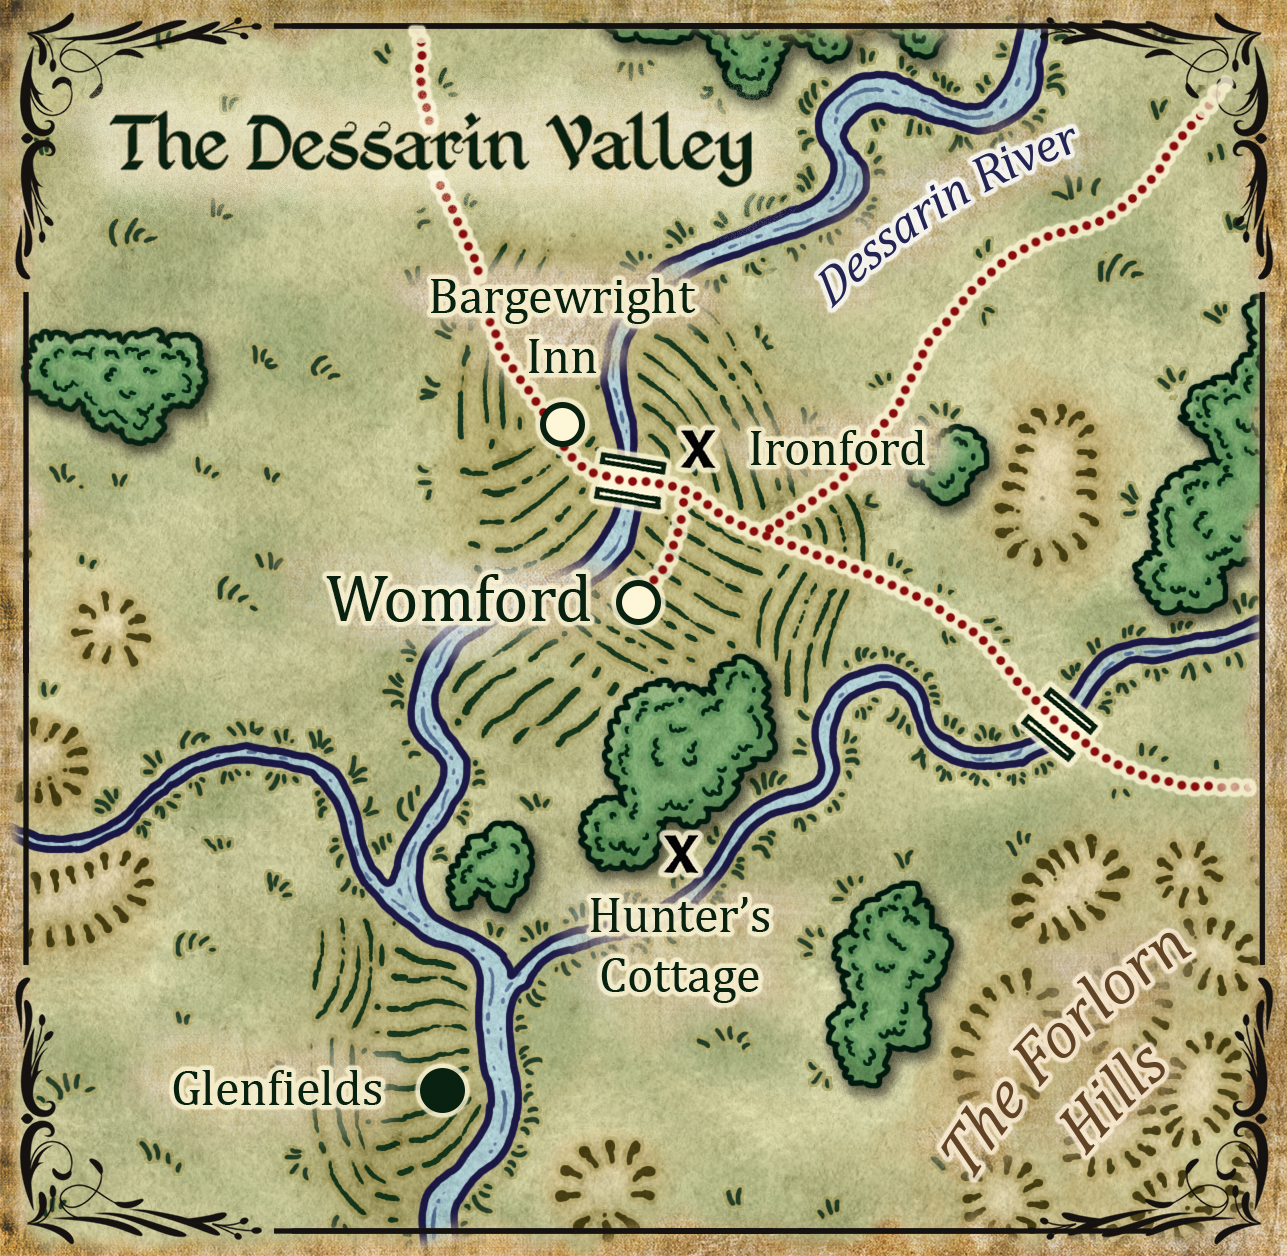 The Dessarin Valley
Dessarin River
Bargewright
Inn
X
Ironford
Womford
X
Hunter’s
Cottage
Glenfields
The Forlorn
Hills